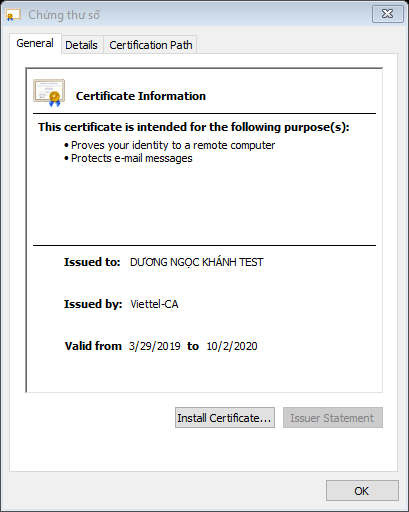 Chứng thư số
General Details Certification Path
Certificate Information
This certificate is intended for the following purpose(s):
• Proves your identity to a remote computer
• Protects e-mail messages
Issued to: DƯƠNG NGỌC KHÁNH TEST
Issued by: Viettel-CA
Valid from 3/29/2019 to 10/2/2020
Install Certificate... Issuer Statement
OK